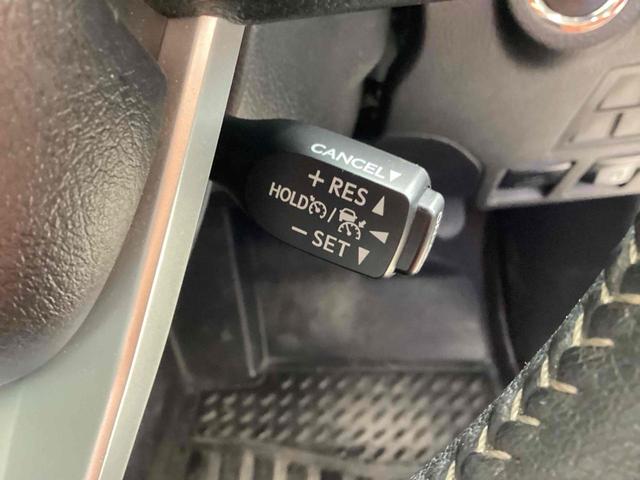 CANCEL▼
+ RES ▲
HOLD /
− SET ▼